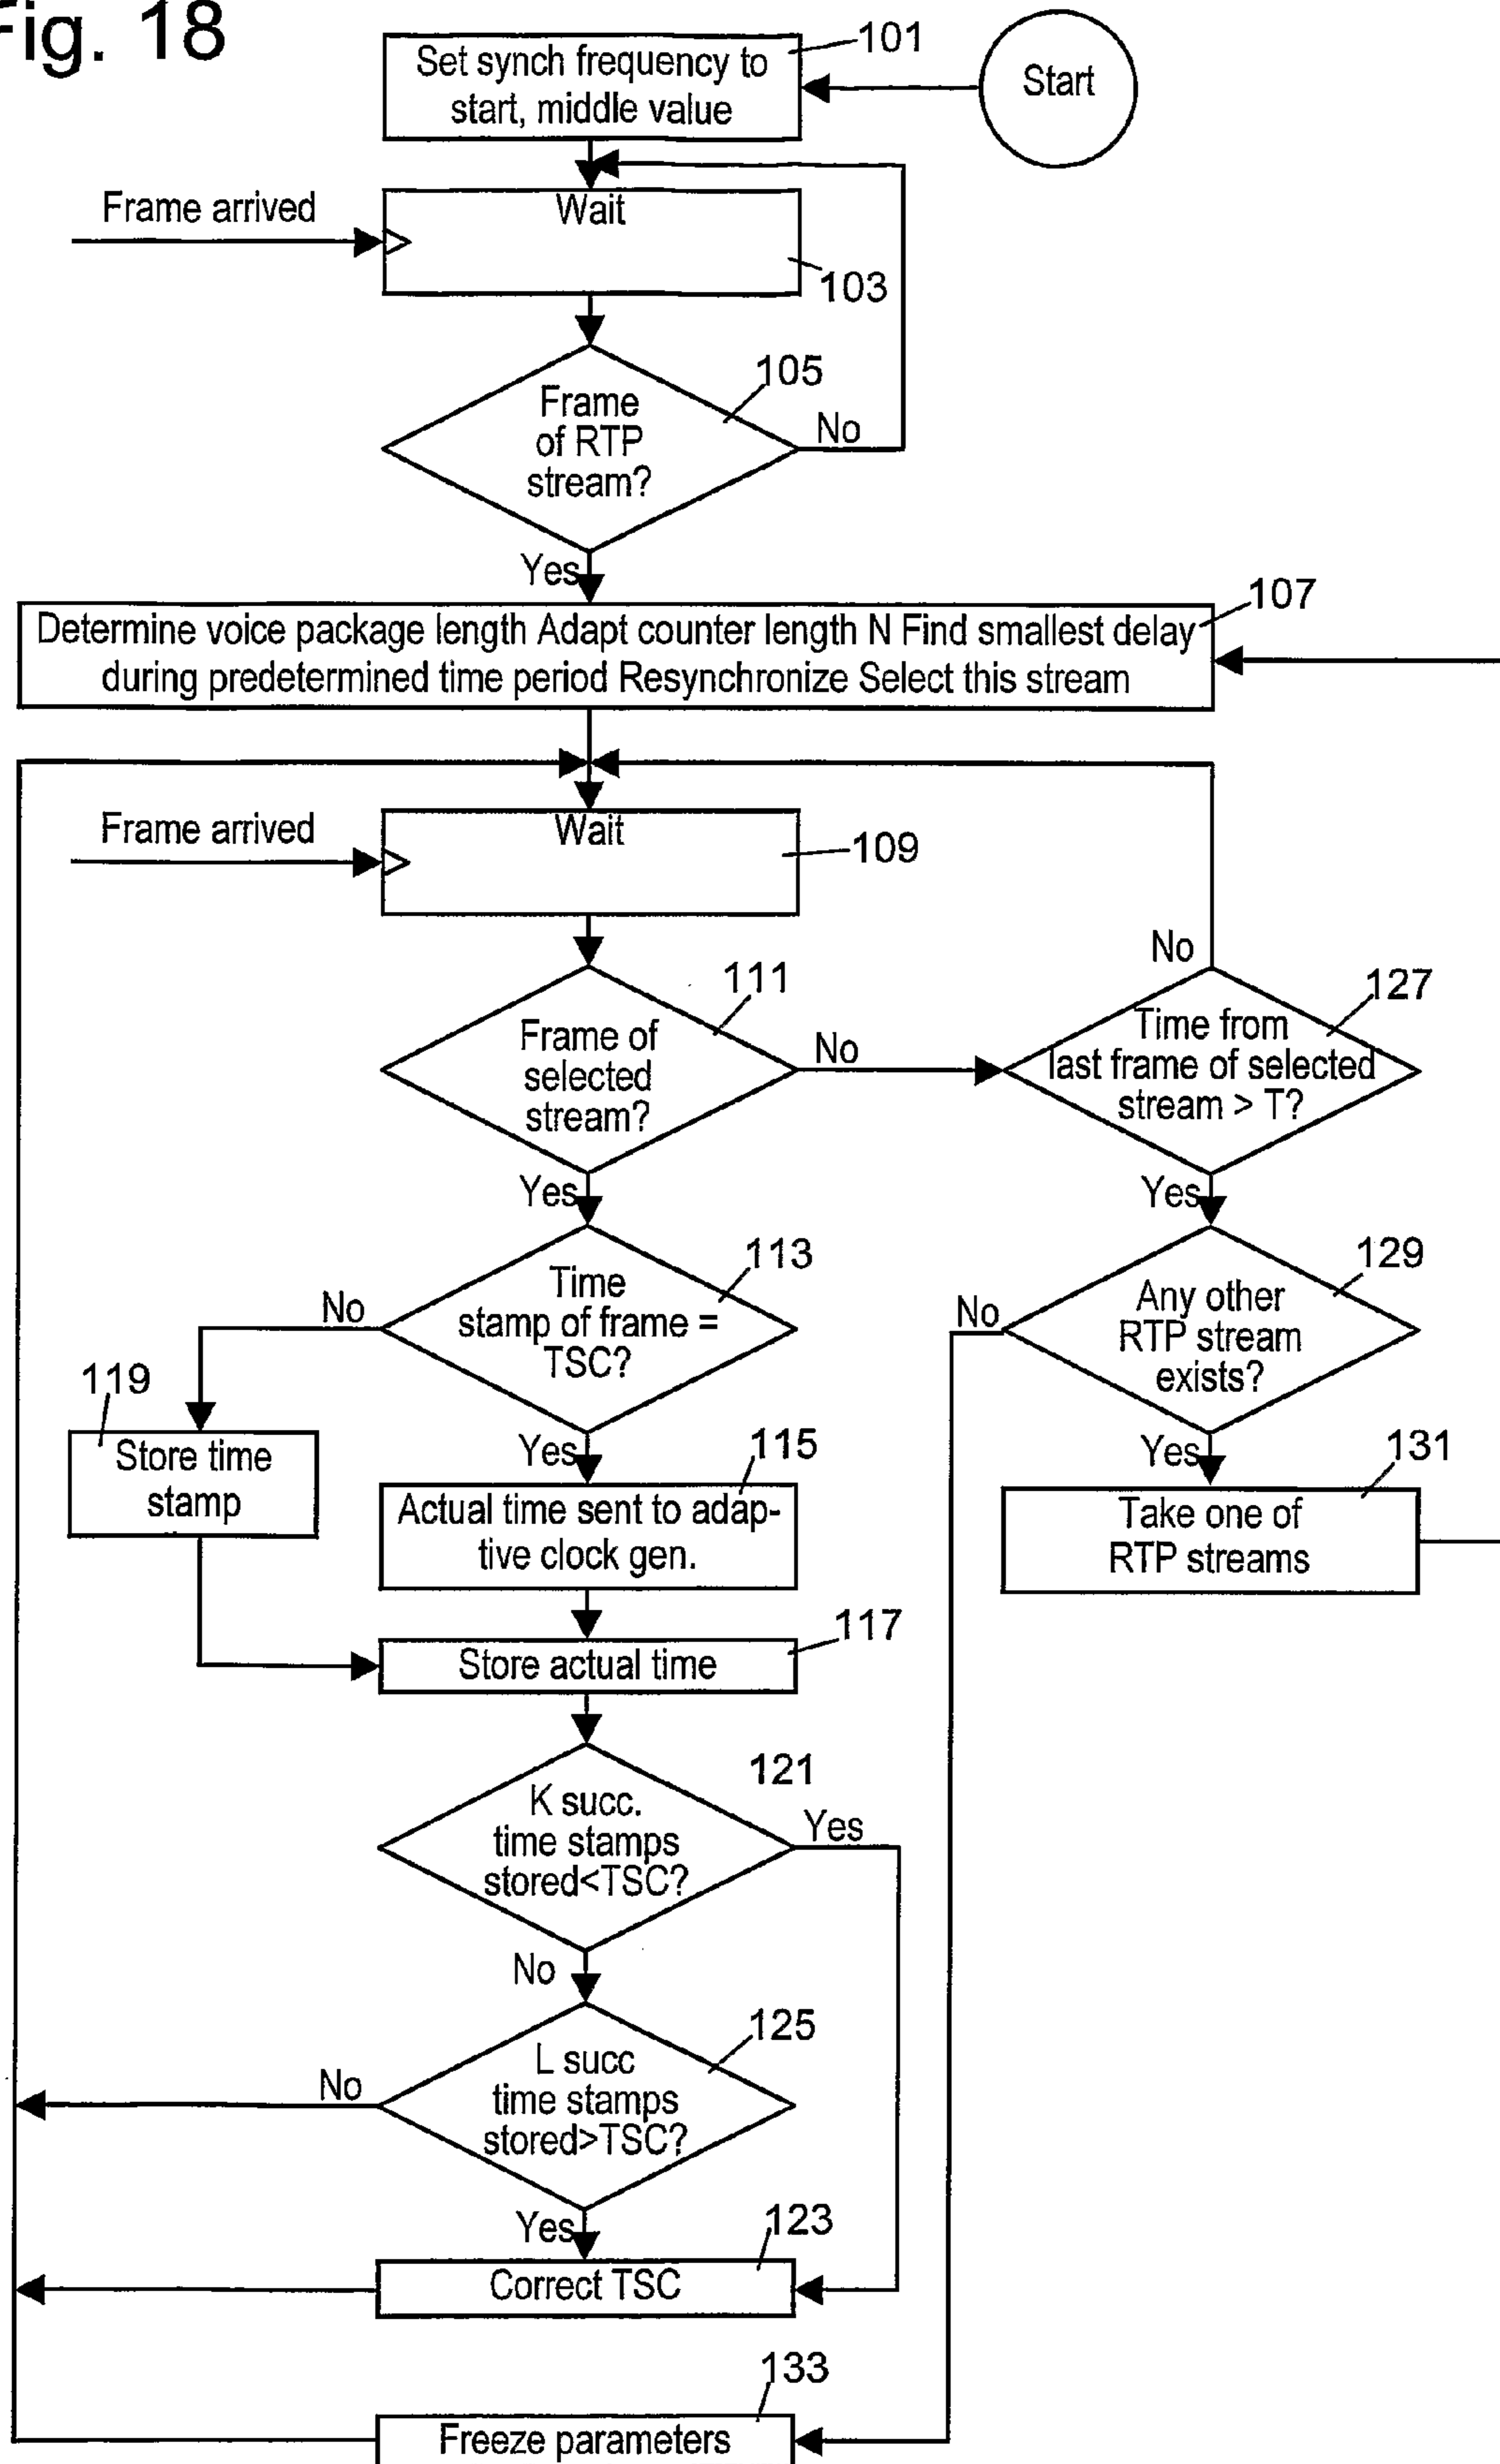 Fig. 18
101
Set synch frequency to
start, middle value
Start
Frame arrived
Wait
103
105
Frame
of RTP
stream?
No
Yes
107
Determine voice package length Adapt counter length N Find smallest delay
during predetermined time period Resynchronize Select this stream
Frame arrived
Wait
109
No
111
127
Frame of
selected
stream?
No
Time from
last frame of selected
stream > T?
Yes
Yes
113
129
Time
stamp of frame =
TSC?
No
No
Any other
RTP stream
exists?
119
Store time
stamp
Yes
115
Yes
131
Actual time sent to adap-
tive clock gen.
Take one of
RTP streams
117
Store actual time
121
K succ.
time stamps
stored<TSC?
Yes
No
125
L succ
time stamps
stored>TSC?
No
Yes
123
Correct TSC
133
Freeze parameters